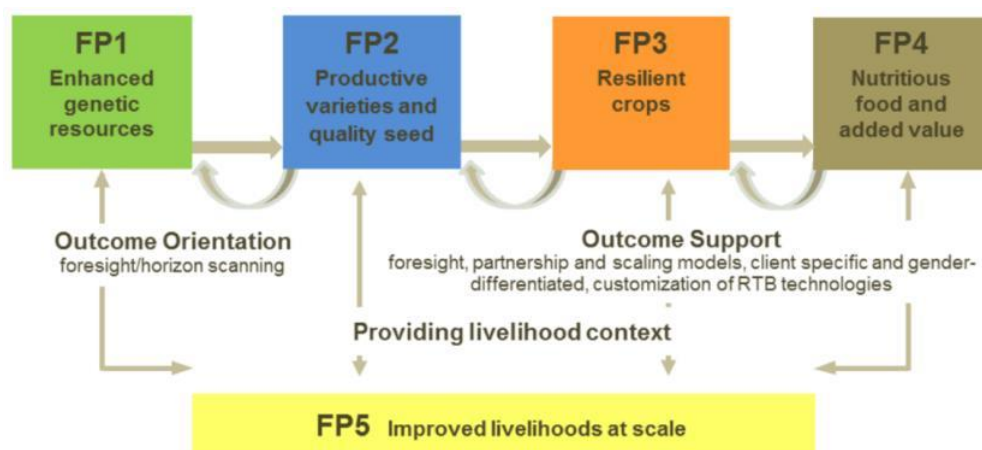 FP1
Enhanced
genetic
resources
FP2
Productive
varieties and
quality seed
FP3
Resilient
crops
FP4
Nutritious
food and
added value
Outcome Orientation
foresight/horizon scanning
Outcome Support
foresight, partnership and scaling models, client specific and gender-
differentiated, customization of RTB technologies
Providing livelihood context
FP5 Improved livelihoods at scale